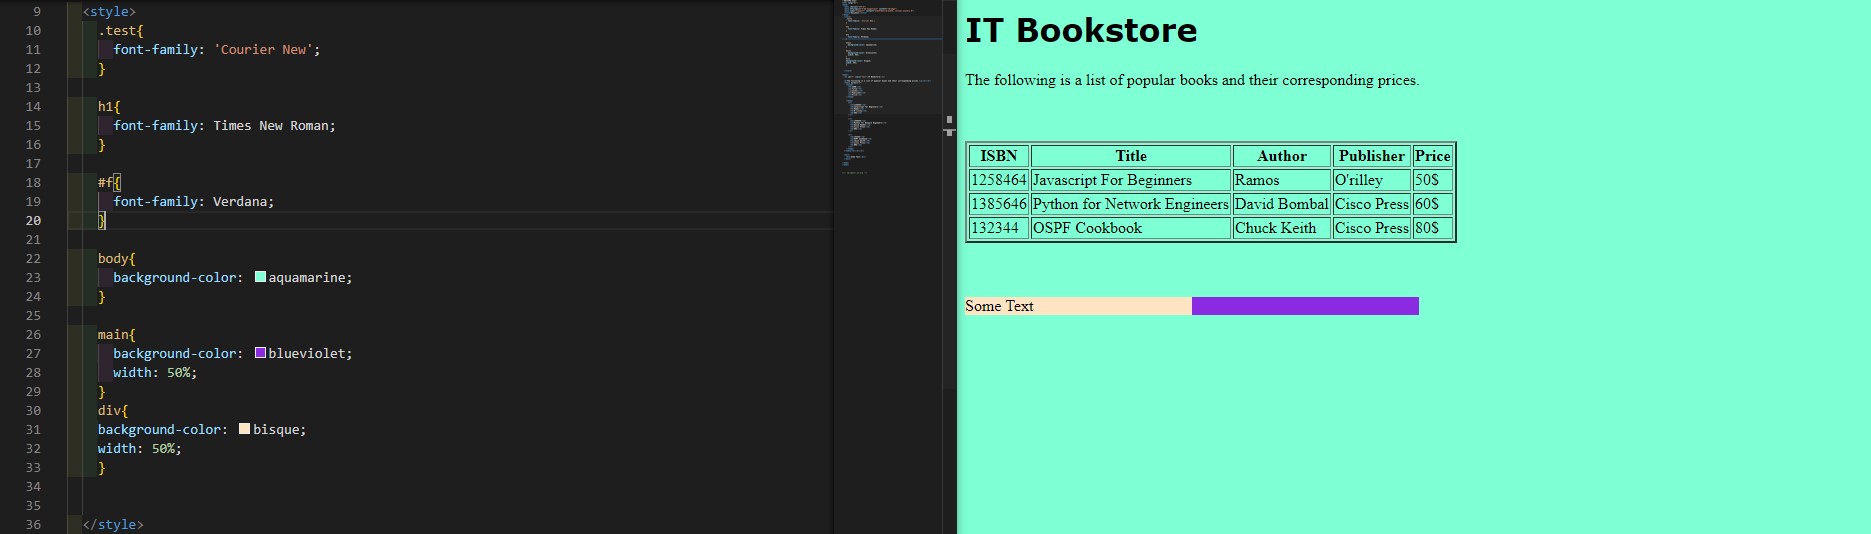 9 <style>
10 .test{
11 font-family: 'Courier New';
12 }
13
14 h1{
15 font-family: Times New Roman;
16 }
17
18 #f{
19 font-family: Verdana;
20 }
21
22 body{
23 background-color: aquamarine;
24 }
25
26 main{
27 background-color: blueviolet;
28 width: 50%;
29 }
30 div{
31 background-color: bisque;
32 width: 50%;
33 }
34
35
36 </style>
IT Bookstore
The following is a list of popular books and their corresponding prices.
ISBN Title Author Publisher Price
1258464 Javascript For Beginners Ramos O'rilley 50$
1385646 Python for Network Engineers David Bombal Cisco Press 60$
132344 OSPF Cookbook Chuck Keith Cisco Press 80$
Some Text